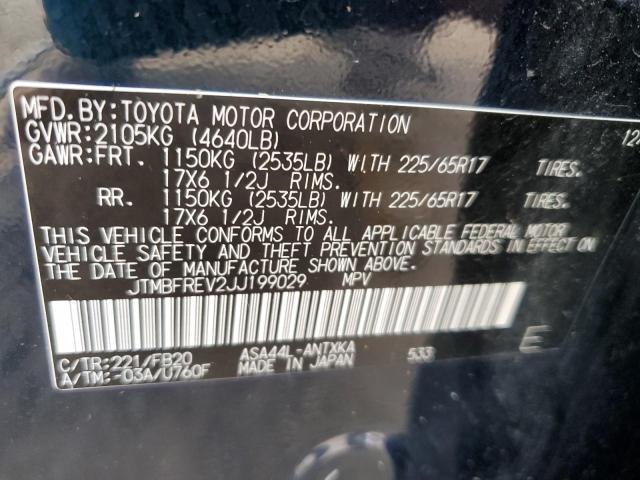 MFD.BY:TOYOTA MOTOR CORPORATION
GVWR:2105KG (4640LB)
GAWR:FRT. 1150KG (2535LB) WITH 225/65R17 TIRES.
17X6 1/2J RIMS.
RR. 1150KG (2535LB) WITH 225/65R17 TIRES.
17X6 1/2J RIMS.
THIS VEHICLE CONFORMS TO ALL APPLICABLE FEDERAL MOTOR
VEHICLE SAFETY AND THEFT PREVENTION STANDARDS IN EFFECT ON
THE DATE OF MANUFACTURE SHOWN ABOVE.
JTMBFREV2JJ199029 MPV
C/TR:221/FB20 ASA44L-ANTXKA 533
A/TM:-03A/U760F MADE IN JAPAN
E